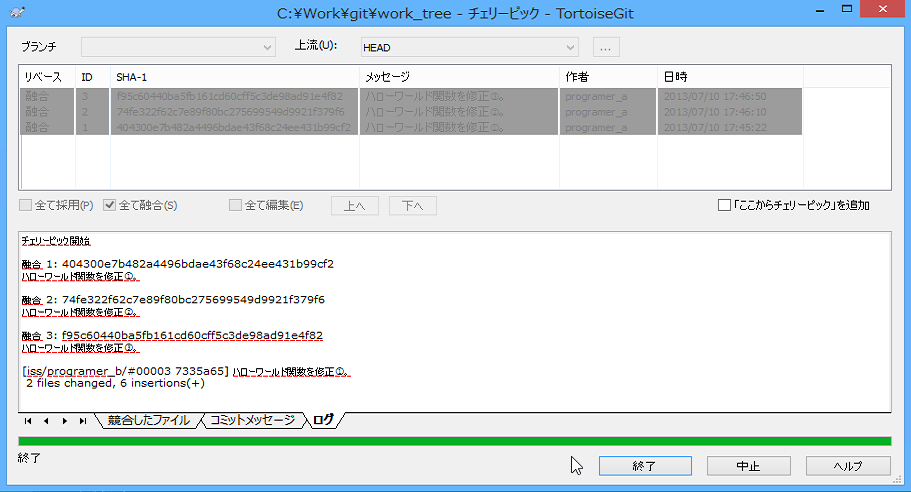 C:¥Work¥git¥work_tree - チェリーピック - TortoiseGit
ブランチ 上流(U): HEAD ...
リベース ID SHA-1 メッセージ 作者 日時
融合 3 f95c60440ba5fb161cd60cff5c3de98ad91e4f82 ハローワールド関数を修正③。 programer_a 2013/07/10 17:46:50
融合 2 74fe322f62c7e89f80bc275699549d9921f379f6 ハローワールド関数を修正②。 programer_a 2013/07/10 17:46:10
融合 1 404300e7b482a4496bdae43f68c24ee431b99cf2 ハローワールド関数を修正①。 programer_a 2013/07/10 17:45:22
全て採用(P) 全て融合(S) 全て編集(E) 上へ 下へ 「ここからチェリーピック」を追加
チェリーピック開始
融合 1: 404300e7b482a4496bdae43f68c24ee431b99cf2
ハローワールド関数を修正①。
融合 2: 74fe322f62c7e89f80bc275699549d9921f379f6
ハローワールド関数を修正②。
融合 3: f95c60440ba5fb161cd60cff5c3de98ad91e4f82
ハローワールド関数を修正③。
[iss/programer_b/#00003 7335a65] ハローワールド関数を修正①。
2 files changed, 6 insertions(+)
競合したファイル コミットメッセージ ログ
終了
終了 中止 ヘルプ